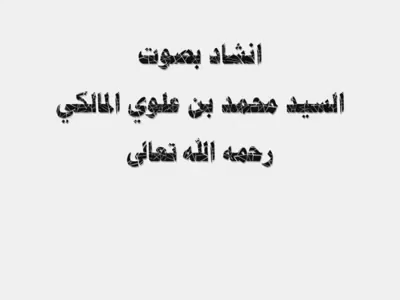 انشاد بصوت
السيد محمد بن علوي المالكي
رحمه الله تعالى